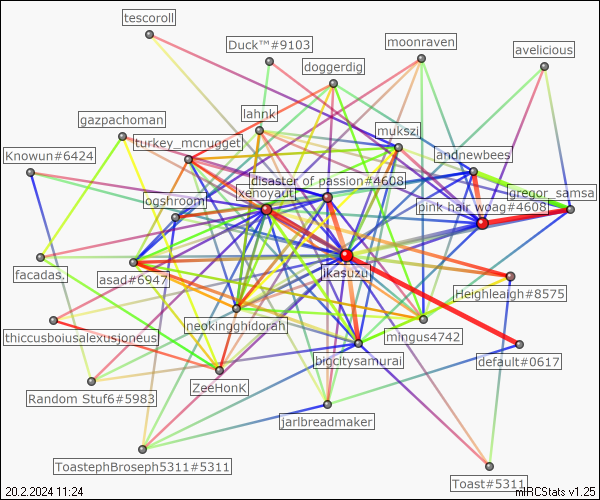 tescoroll
Duck™#9103
moonraven
avelicious
doggerdig
gazpachoman
lahnk
mukszi
turkey_mcnugget
Knowun#6424
andnewbees
disaster of passion#4608
xenoyaut
gregor_samsa
ogshroom
pink hair woag#4608
facadas,
asad#6947
jikasuzu
Heighleaigh#8575
neokingghidorah
thiccusboiusalexusjoneus
mingus4742
bigcitysamurai
default#0617
Random Stuf6#5983
ZeeHonK
jarlbreadmaker
ToastephBroseph5311#5311
Toast#5311
20.2.2024 11:24
mIRCStats v1.25